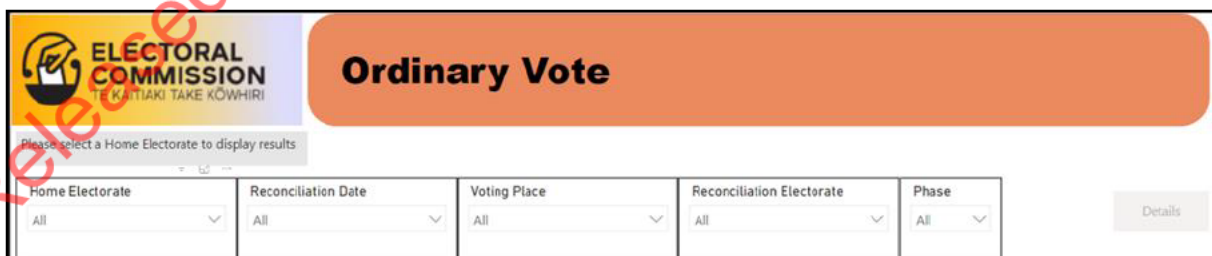 Released
ELECTORAL
COMMISSION
TE KAITIAKI TAKE KŌWHIRI
Ordinary Vote
Please select a Home Electorate to display results
Home Electorate
Reconciliation Date
Voting Place
Reconciliation Electorate
Phase
All
All
All
All
All
Details